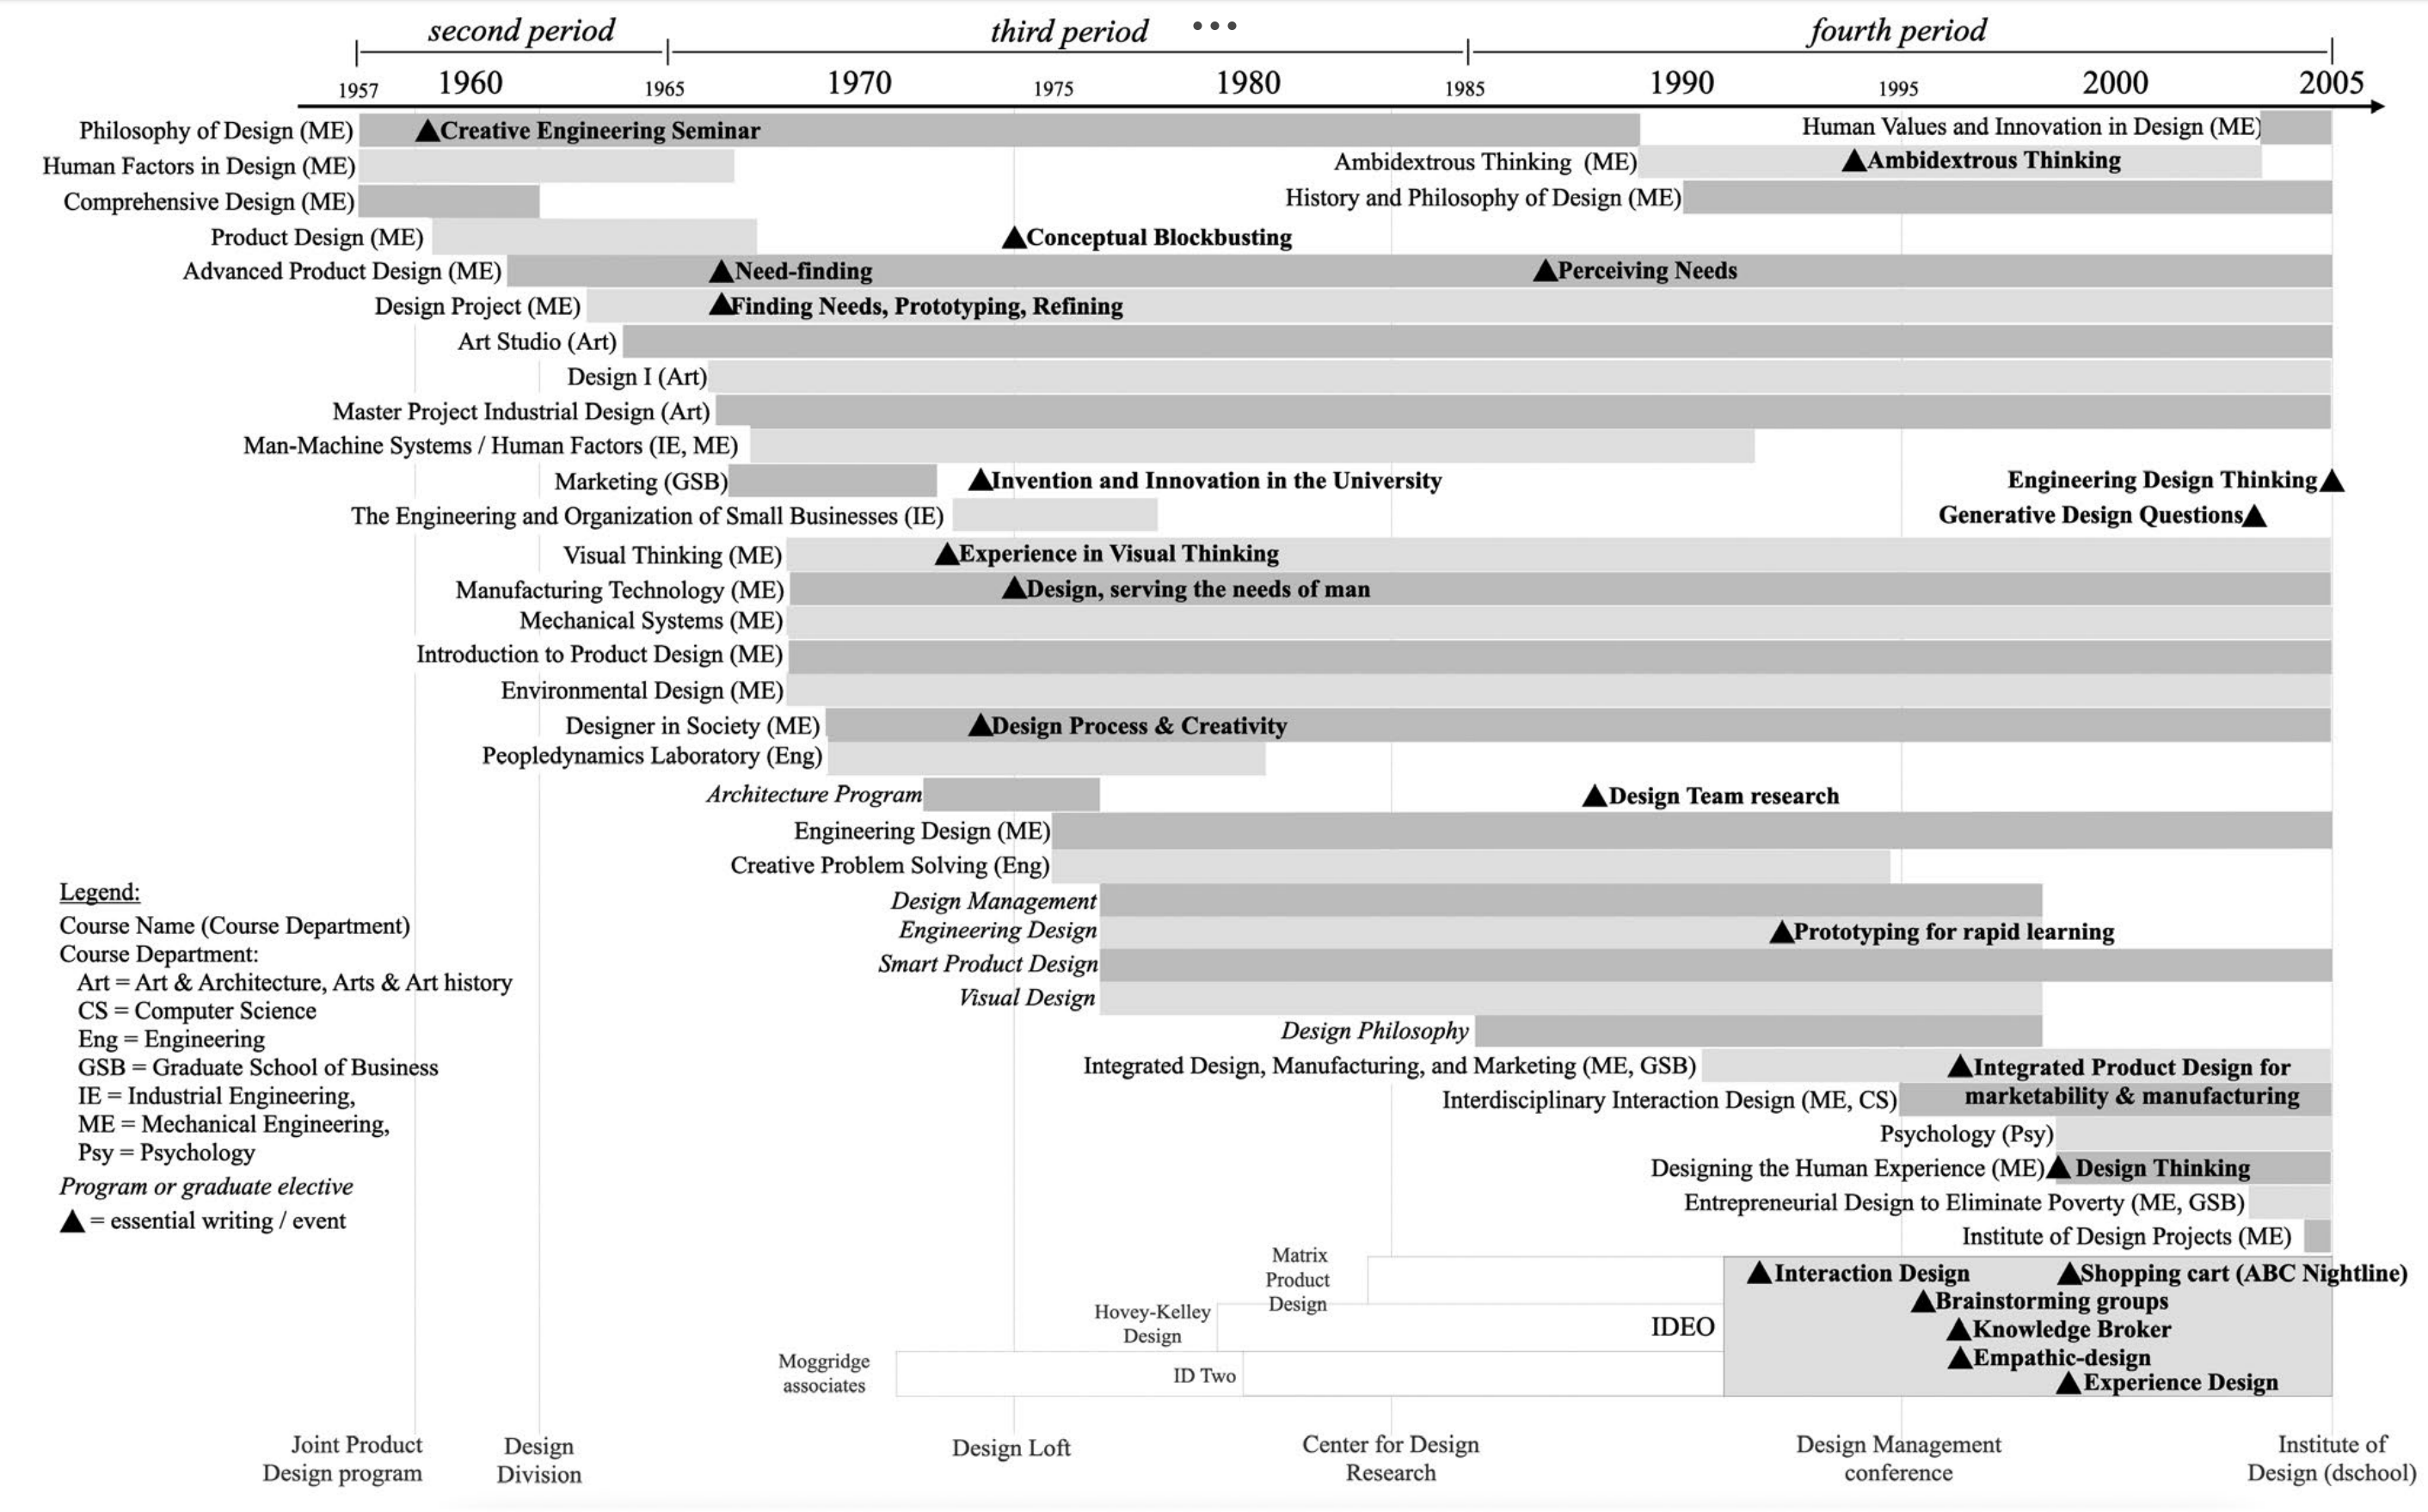 second period third period fourth period
1957 1960 1965 1970 1975 1980 1985 1990 1995 2000 2005
Philosophy of Design (ME) ▲Creative Engineering Seminar Human Values and Innovation in Design (ME)
Human Factors in Design (ME) Ambidextrous Thinking (ME) ▲Ambidextrous Thinking
Comprehensive Design (ME) History and Philosophy of Design (ME)
Product Design (ME) ▲Conceptual Blockbusting
Advanced Product Design (ME) ▲Need-finding ▲Perceiving Needs
Design Project (ME) ▲Finding Needs, Prototyping, Refining
Art Studio (Art)
Design I (Art)
Master Project Industrial Design (Art)
Man-Machine Systems / Human Factors (IE, ME)
Marketing (GSB) ▲Invention and Innovation in the University Engineering Design Thinking▲
The Engineering and Organization of Small Businesses (IE) Generative Design Questions▲
Visual Thinking (ME) ▲Experience in Visual Thinking
Manufacturing Technology (ME) ▲Design, serving the needs of man
Mechanical Systems (ME)
Introduction to Product Design (ME)
Environmental Design (ME)
Designer in Society (ME) ▲Design Process & Creativity
Peopledynamics Laboratory (Eng)
Architecture Program ▲Design Team research
Engineering Design (ME)
Creative Problem Solving (Eng)
Design Management
Engineering Design ▲Prototyping for rapid learning
Smart Product Design
Visual Design
Design Philosophy
Integrated Design, Manufacturing, and Marketing (ME, GSB) ▲Integrated Product Design for
marketability & manufacturing
Interdisciplinary Interaction Design (ME, CS)
Psychology (Psy)
Designing the Human Experience (ME) ▲ Design Thinking
Entrepreneurial Design to Eliminate Poverty (ME, GSB)
Institute of Design Projects (ME)
Legend:
Course Name (Course Department)
Course Department:
Art = Art & Architecture, Arts & Art history
CS = Computer Science
Eng = Engineering
GSB = Graduate School of Business
IE = Industrial Engineering,
ME = Mechanical Engineering,
Psy = Psychology
Program or graduate elective
▲ = essential writing / event
Matrix
Product
Design
Hovey-Kelley
Design
Moggridge
associates
ID Two
IDEO
▲Interaction Design ▲Shopping cart (ABC Nightline)
▲Brainstorming groups
▲Knowledge Broker
▲Empathic-design
▲Experience Design
Joint Product
Design program
Design
Division
Design Loft
Center for Design
Research
Design Management
conference
Institute of
Design (dschool)